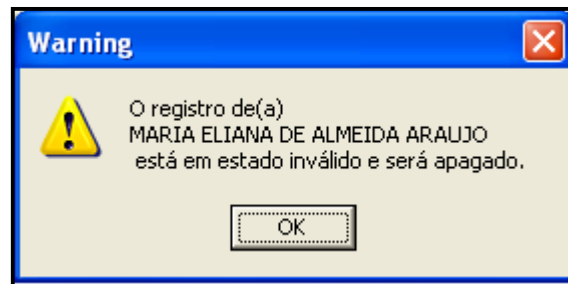 Warning
O registro de(a)
MARIA ELIANA DE ALMEIDA ARAUJO
está em estado inválido e será apagado.
OK